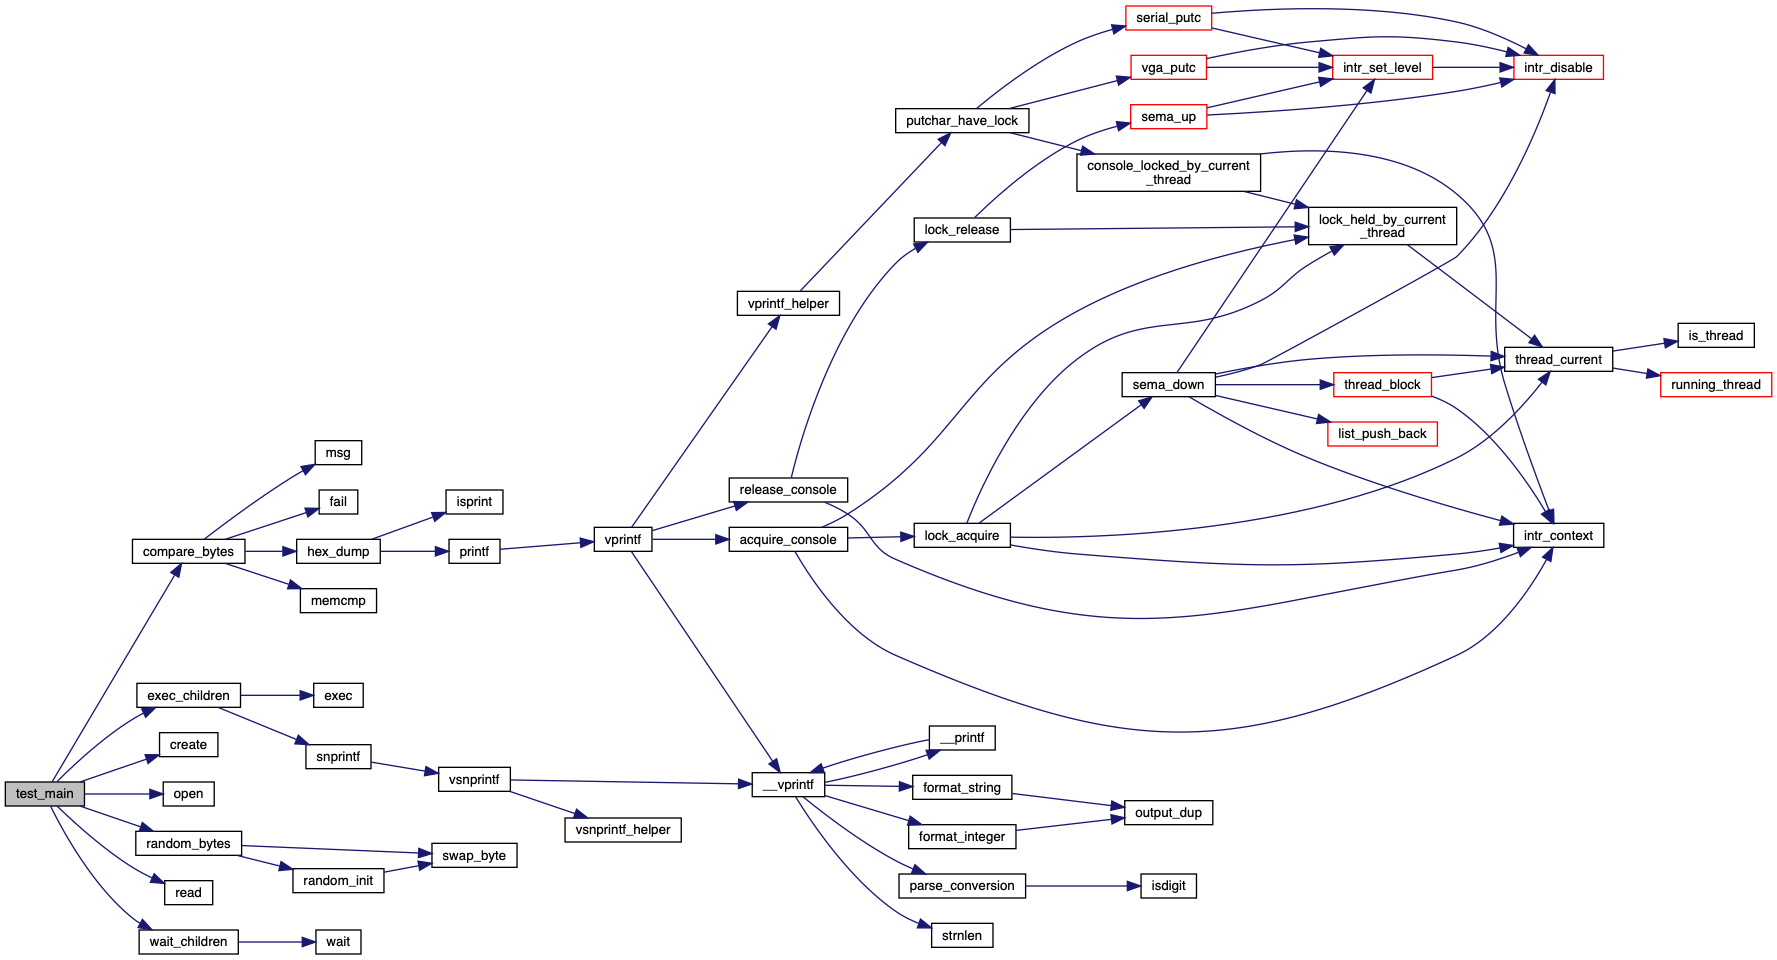 serial_putc
vga_putc
intr_set_level
intr_disable
sema_up
putchar_have_lock
console_locked_by_current
_thread
lock_release
lock_held_by_current
_thread
vprintf_helper
is_thread
thread_current
running_thread
sema_down
thread_block
list_push_back
msg
fail
isprint
release_console
compare_bytes
hex_dump
printf
vprintf
acquire_console
lock_acquire
intr_context
memcmp
exec_children
exec
create
snprintf
__printf
vsnprintf
__vprintf
format_string
test_main
open
output_dup
vsnprintf_helper
format_integer
random_bytes
swap_byte
random_init
parse_conversion
isdigit
read
wait_children
wait
strnlen